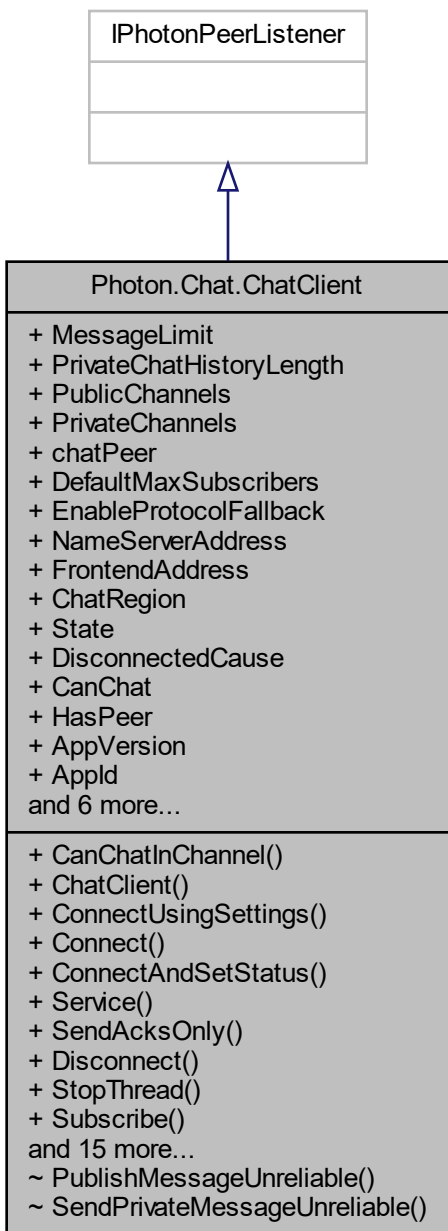 IPhotonPeerListener
Photon.Chat.ChatClient
+ MessageLimit
+ PrivateChatHistoryLength
+ PublicChannels
+ PrivateChannels
+ chatPeer
+ DefaultMaxSubscribers
+ EnableProtocolFallback
+ NameServerAddress
+ FrontendAddress
+ ChatRegion
+ State
+ DisconnectedCause
+ CanChat
+ HasPeer
+ AppVersion
+ AppId
and 6 more...
+ CanChatInChannel()
+ ChatClient()
+ ConnectUsingSettings()
+ Connect()
+ ConnectAndSetStatus()
+ Service()
+ SendAcksOnly()
+ Disconnect()
+ StopThread()
+ Subscribe()
and 15 more...
~ PublishMessageUnreliable()
~ SendPrivateMessageUnreliable()